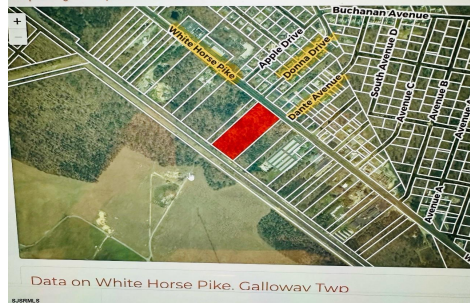 Buchanan Avenue
White Horse Pike
Apple Drive
Donna Drive
Dante Avenue
South Avenue D
Avenue C
Avenue B
Avenue A
Data on White Horse Pike, Galloway Twp
SJSRMLS